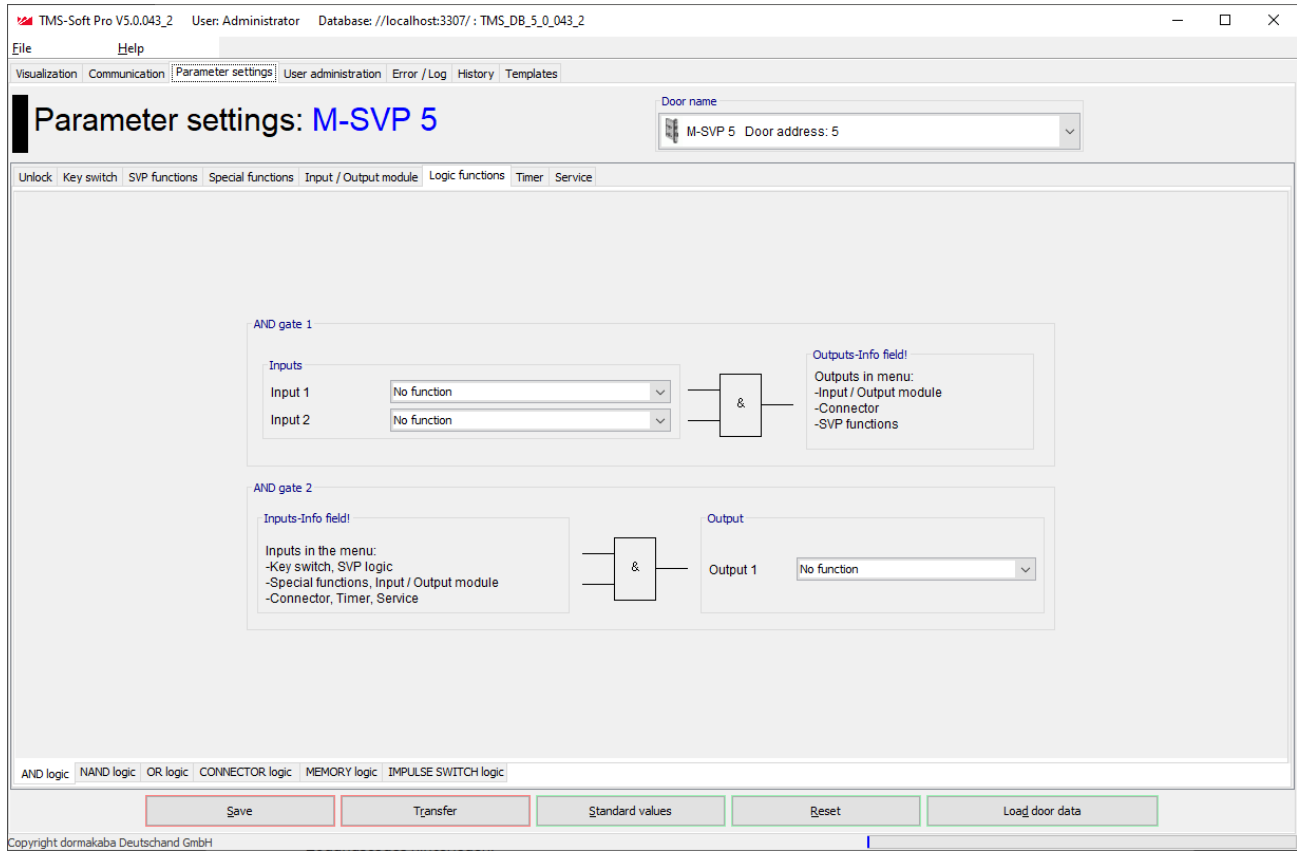 TMS-Soft Pro V5.0.043_2 User: Administrator Database: //localhost:3307/ : TMS_DB_5_0_043_2
File Help
Visualization Communication Parameter settings User administration Error / Log History Templates
Parameter settings: M-SVP 5
Door name
M-SVP 5 Door address: 5
Unlock Key switch SVP functions Special functions Input / Output module Logic functions Timer Service
AND gate 1
Inputs
Input 1 No function
Input 2 No function
&
Outputs-Info field!
Outputs in menu:
-Input / Output module
-Connector
-SVP functions
AND gate 2
Inputs-Info field!
Inputs in the menu:
-Key switch, SVP logic
-Special functions, Input / Output module
-Connector, Timer, Service
&
Output
Output 1 No function
AND logic NAND logic OR logic CONNECTOR logic MEMORY logic IMPULSE SWITCH logic
Save Transfer Standard values Reset Load door data
Copyright dormakaba Deutschand GmbH